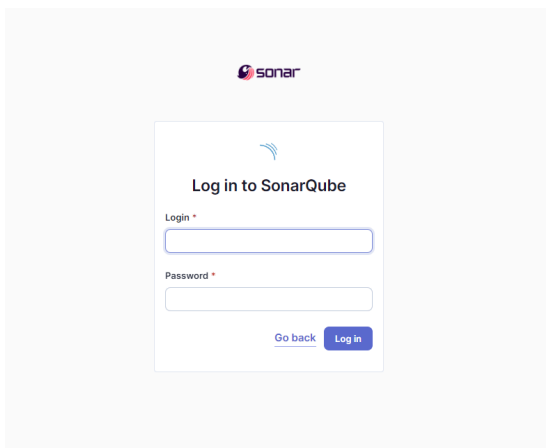 sonar
Log in to SonarQube
Login *
Password *
Go back Log in